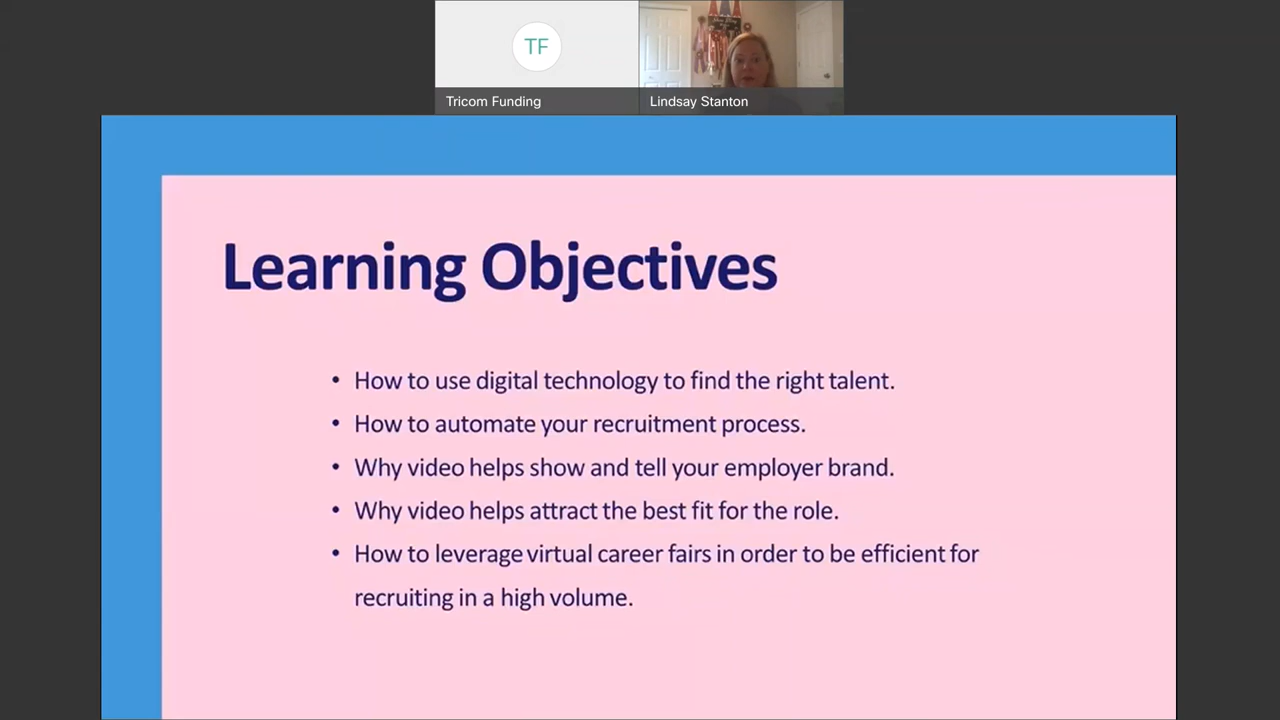 TF
Tricom Funding
Lindsay Stanton
Learning Objectives
• How to use digital technology to find the right talent.
• How to automate your recruitment process.
• Why video helps show and tell your employer brand.
• Why video helps attract the best fit for the role.
• How to leverage virtual career fairs in order to be efficient for
recruiting in a high volume.